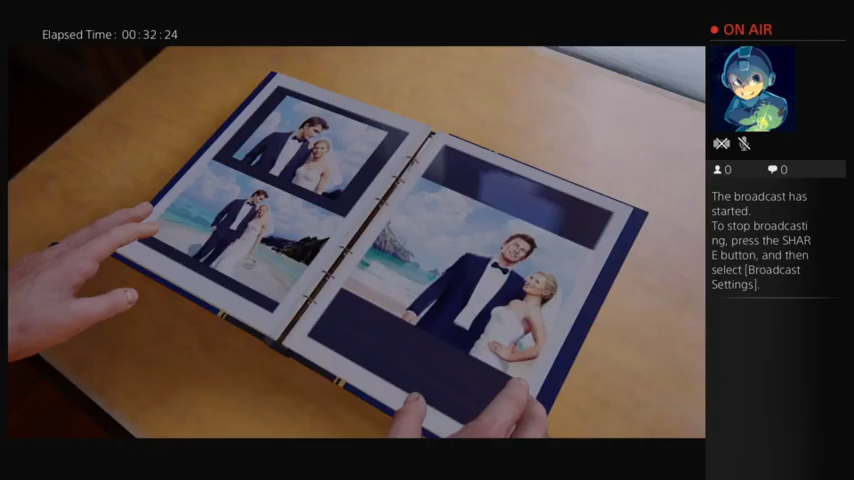 Elapsed Time: 00:32:24
ON AIR
0
0
The broadcast has
started.
To stop broadcasti
ng, press the SHAR
E button, and then
select [Broadcast
Settings].